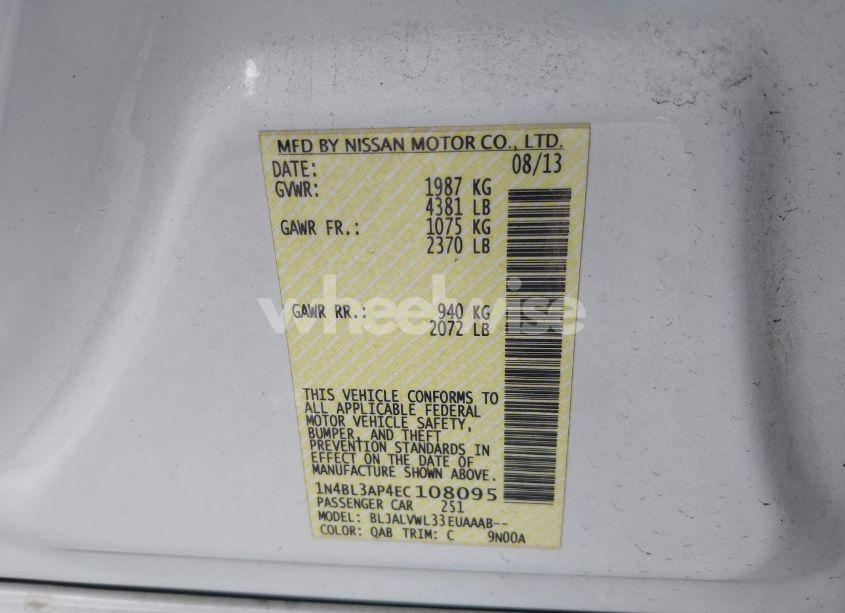 MFD BY NISSAN MOTOR CO., LTD.
DATE: 08/13
GVWR: 1987 KG
4381 LB
GAWR FR.: 1075 KG
2370 LB
GAWR RR.: 940 KG
2072 LB
wheelwise
THIS VEHICLE CONFORMS TO
ALL APPLICABLE FEDERAL
MOTOR VEHICLE SAFETY,
BUMPER, AND THEFT
PREVENTION STANDARDS IN
EFFECT ON THE DATE OF
MANUFACTURE SHOWN ABOVE.
1N4BL3AP4EC108095
PASSENGER CAR 251
MODEL: BLJALVWL33EUAAAB--
COLOR: QAB TRIM: C 9N00A